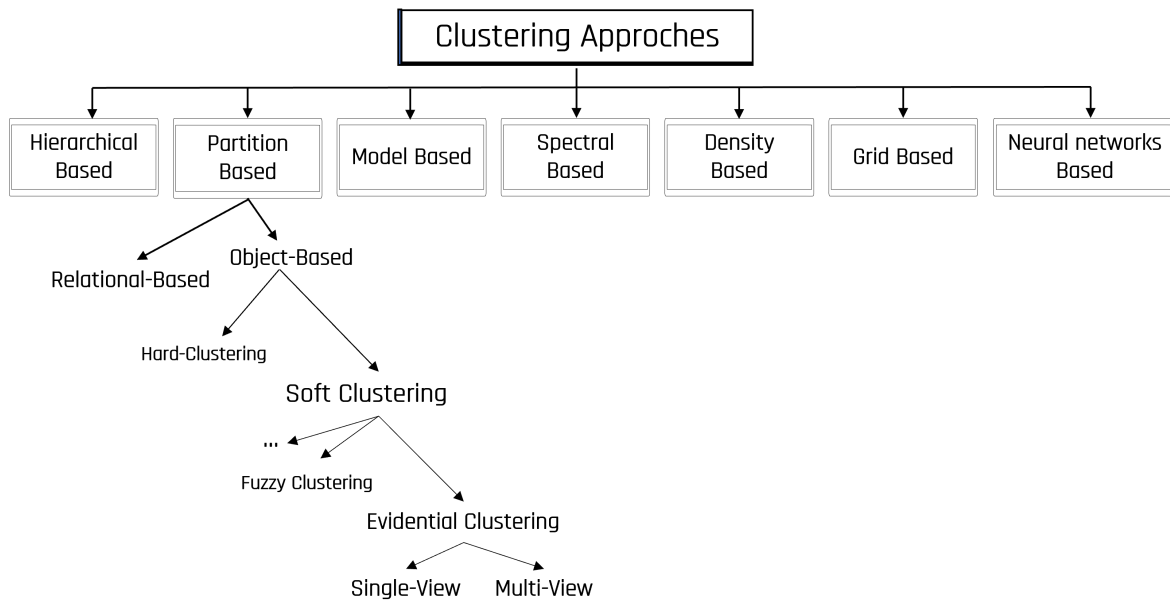 Clustering Approches
Hierarchical
Based
Partition
Based
Model Based
Spectral
Based
Density
Based
Grid Based
Neural networks
Based
Relational-Based
Object-Based
Hard-Clustering
Soft Clustering
...
Fuzzy Clustering
Evidential Clustering
Single-View
Multi-View